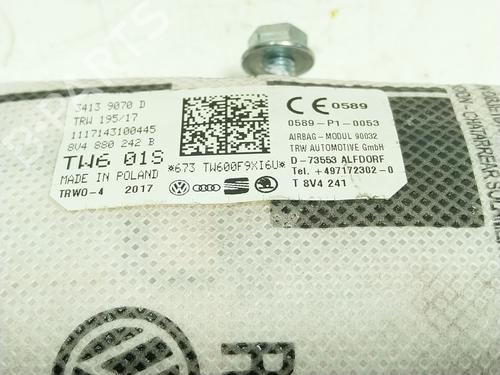 3413 9070 D
TRW 195/17
1117143100445
8V4 880 242 B
TW6 01S
MADE IN POLAND
TRWO-4 2017
*673 TW600F9XI6U*
CE 0589
0589-P1-0053
AIRBAG-MODUL 90032
TRW AUTOMOTIVE GmbH
D-73553 ALFDORF
Tel. +497172302-0
T 8V4 241